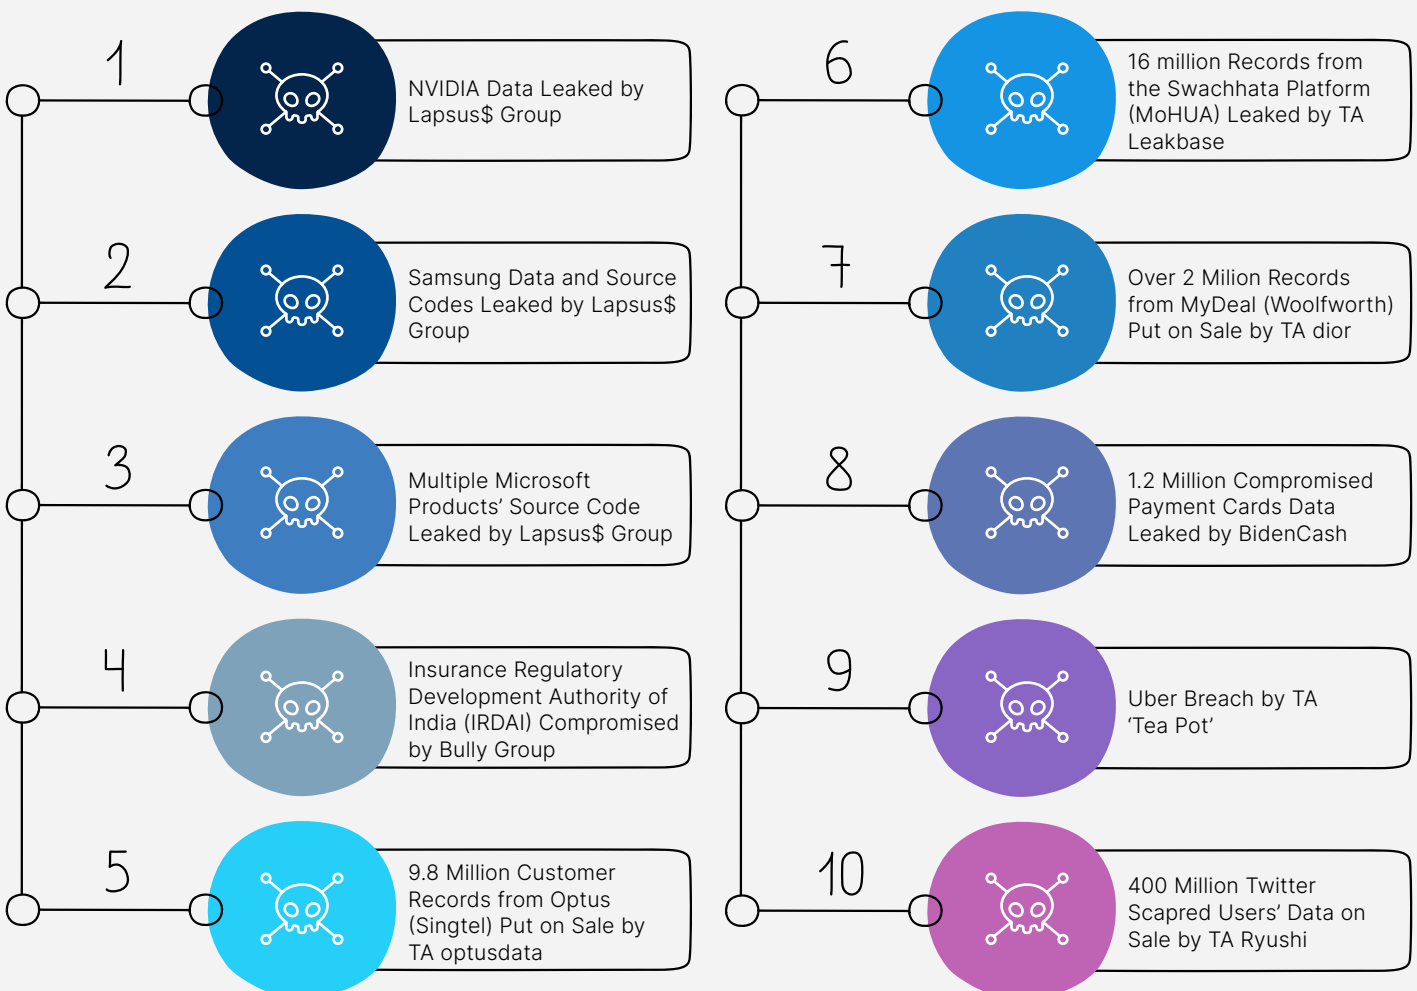 1
NVIDIA Data Leaked by
Lapsus$ Group
2
Samsung Data and Source
Codes Leaked by Lapsus$
Group
3
Multiple Microsoft
Products’ Source Code
Leaked by Lapsus$ Group
4
Insurance Regulatory
Development Authority of
India (IRDAI) Compromised
by Bully Group
5
9.8 Million Customer
Records from Optus
(Singtel) Put on Sale by
TA optusdata
6
16 million Records from
the Swachhata Platform
(MoHUA) Leaked by TA
Leakbase
7
Over 2 Milion Records
from MyDeal (Woolfworth)
Put on Sale by TA dior
8
1.2 Million Compromised
Payment Cards Data
Leaked by BidenCash
9
Uber Breach by TA
‘Tea Pot’
10
400 Million Twitter
Scapred Users’ Data on
Sale by TA Ryushi